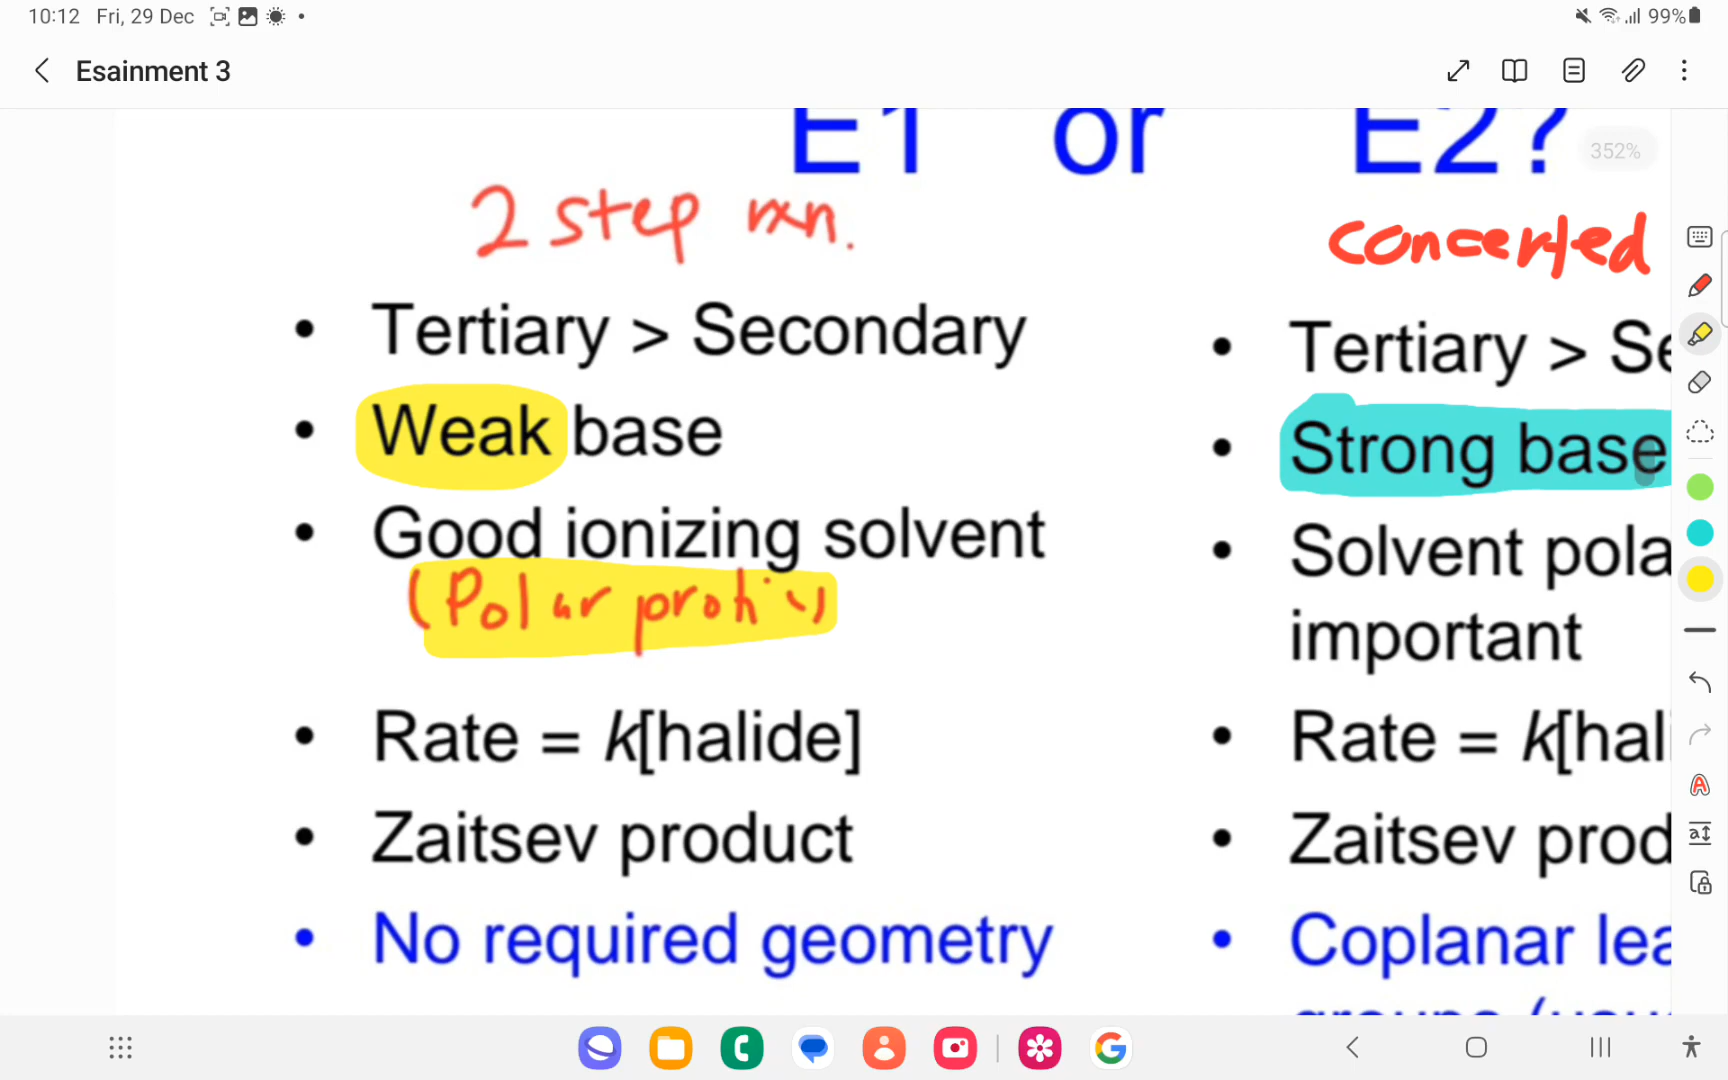 10:12 Fri, 29 Dec
99%
Esainment 3
E1 or E2?
352%
2 step rxn.
concerted
• Tertiary > Secondary
• Weak base
• Good ionizing solvent
(Polar protic)
• Rate = k[halide]
• Zaitsev product
• No required geometry
• Tertiary > Se
• Strong base
• Solvent pola
important
• Rate = k[hali
• Zaitsev prod
• Coplanar lea